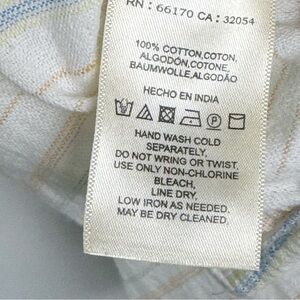 RN : 66170 CA : 32054
100% COTTON,COTON,
ALGODÓN,COTONE
BAUMWOLLE,ALGODÃO
HECHO EN INDIA
HAND WASH COLD
SEPARATELY,
DO NOT WRING OR TWIST,
USE ONLY NON-CHLORINE
BLEACH,
LINE DRY,
LOW IRON AS NEEDED.
MAY BE DRY CLEANED.